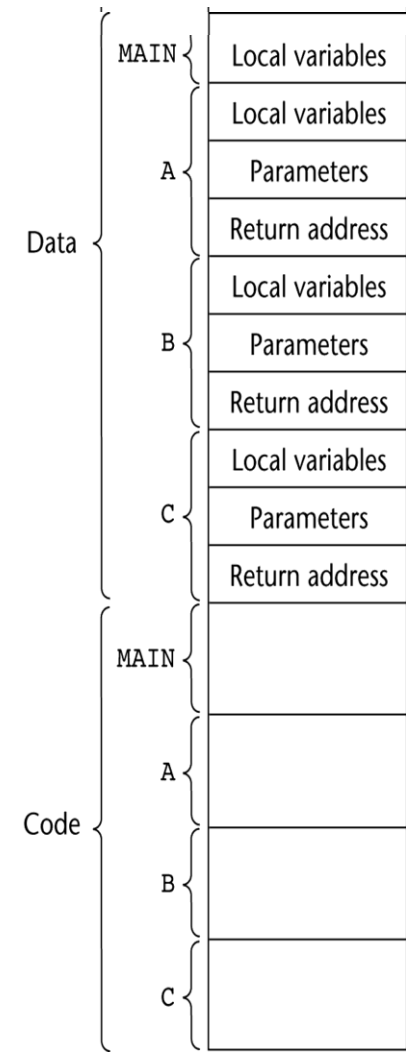 MAIN
Local variables
Local variables
A
Parameters
Return address
Data
Local variables
B
Parameters
Return address
Local variables
C
Parameters
Return address
MAIN
A
Code
B
C